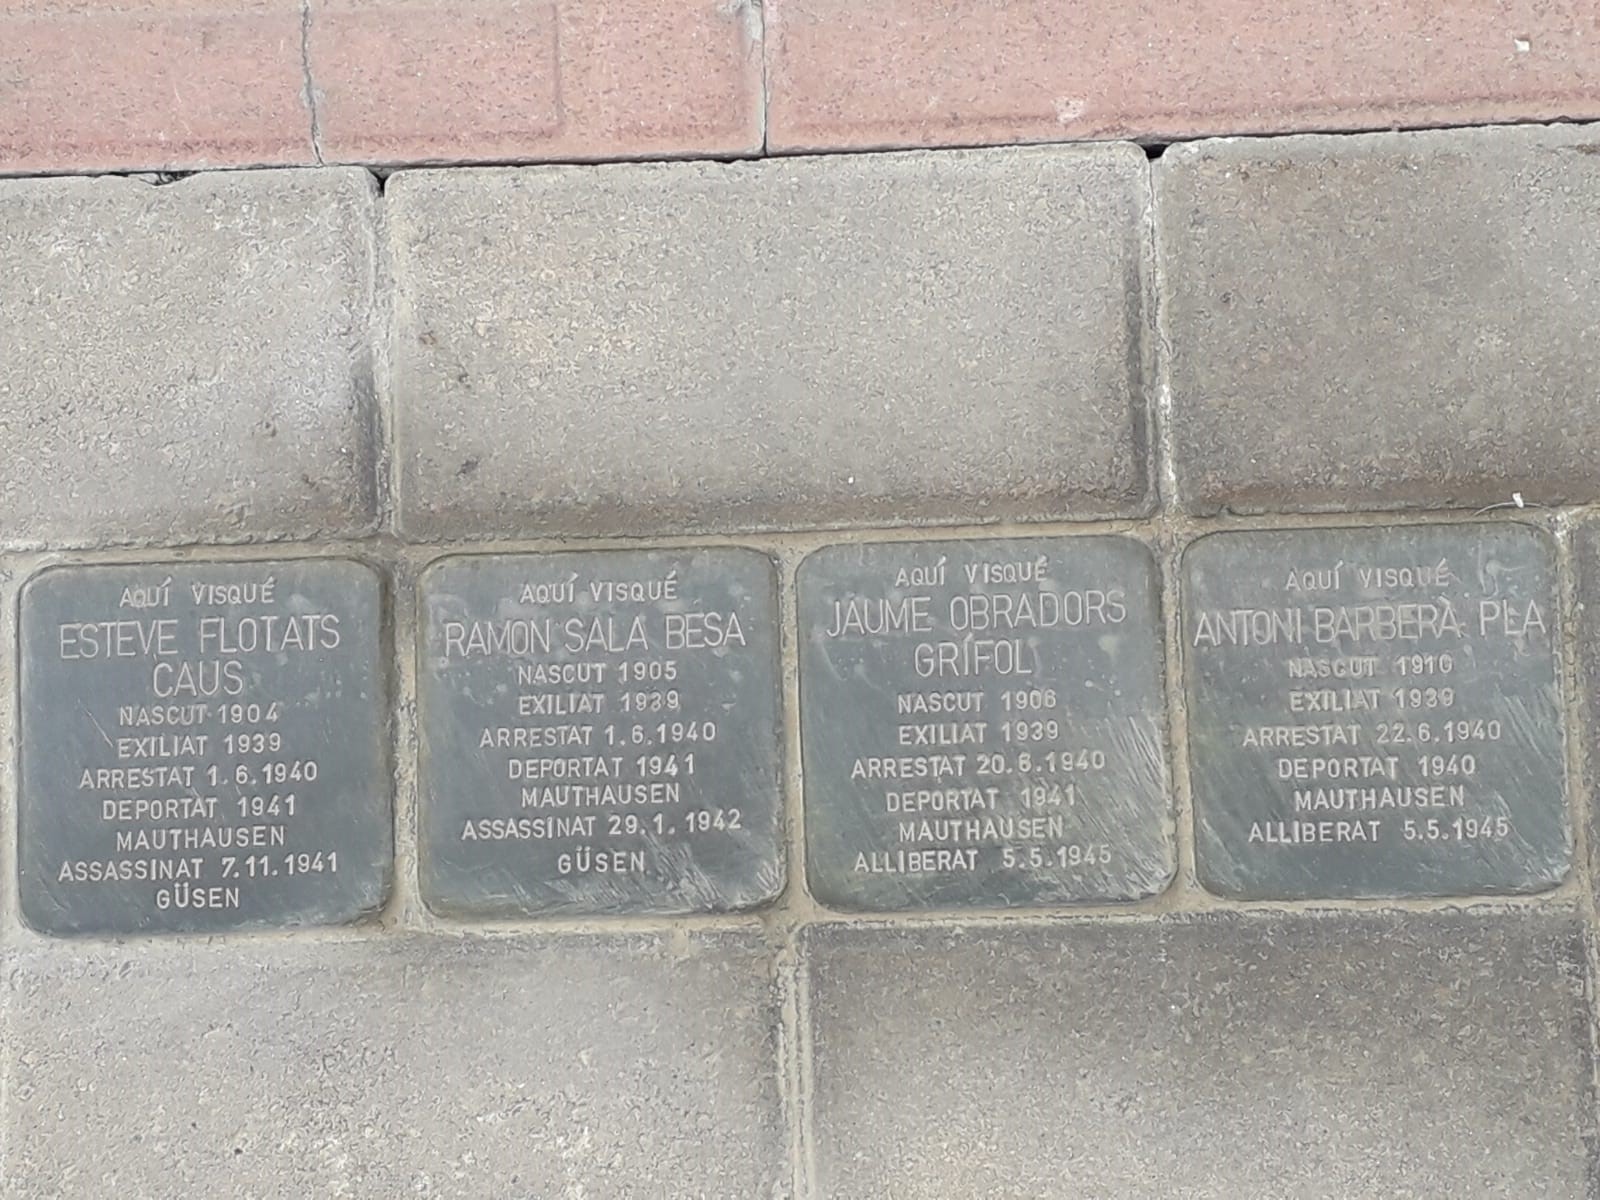 AQUÍ VISQUÉ
ESTEVE FLOTATS
CAUS
NASCUT 1904
EXILIAT 1939
ARRESTAT 1.6.1940
DEPORTAT 1941
MAUTHAUSEN
ASSASSINAT 7.11.1941
GÜSEN
AQUÍ VISQUÉ
RAMON SALA BESA
NASCUT 1905
EXILIAT 1939
ARRESTAT 1.6.1940
DEPORTAT 1941
MAUTHAUSEN
ASSASSINAT 29.1.1942
GÜSEN
AQUÍ VISQUÉ
JAUME OBRADORS
GRÍFOL
NASCUT 1906
EXILIAT 1939
ARRESTAT 20.6.1940
DEPORTAT 1941
MAUTHAUSEN
ALLIBERAT 5.5.1945
AQUÍ VISQUÉ
ANTONI BARBERÀ PLA
NASCUT 1910
EXILIAT 1939
ARRESTAT 22.6.1940
DEPORTAT 1940
MAUTHAUSEN
ALLIBERAT 5.5.1945